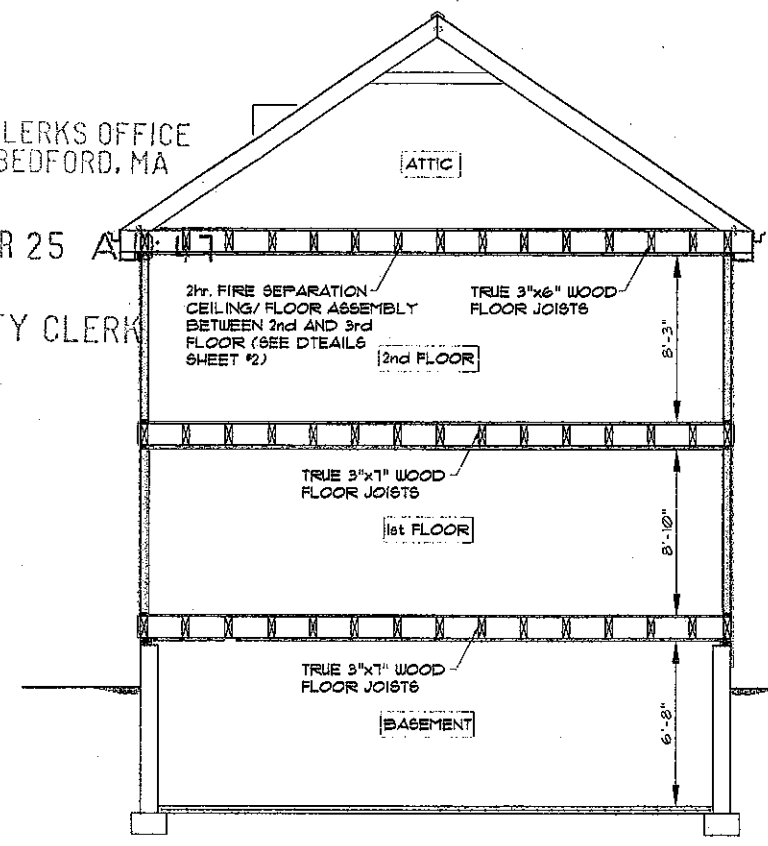 LERKS OFFICE
BEDFORD, MA
ATTIC
R 25 A
2hr. FIRE SEPARATION
CEILING/ FLOOR ASSEMBLY
BETWEEN 2nd AND 3rd
FLOOR (SEE DTEAILS
SHEET #2)
TRUE 3"x6" WOOD
FLOOR JOISTS
Y CLERK
2nd FLOOR
8'-3"
TRUE 3"x7" WOOD
FLOOR JOISTS
1st FLOOR
8'-10"
TRUE 3"x7" WOOD
FLOOR JOISTS
BASEMENT
6'-8"